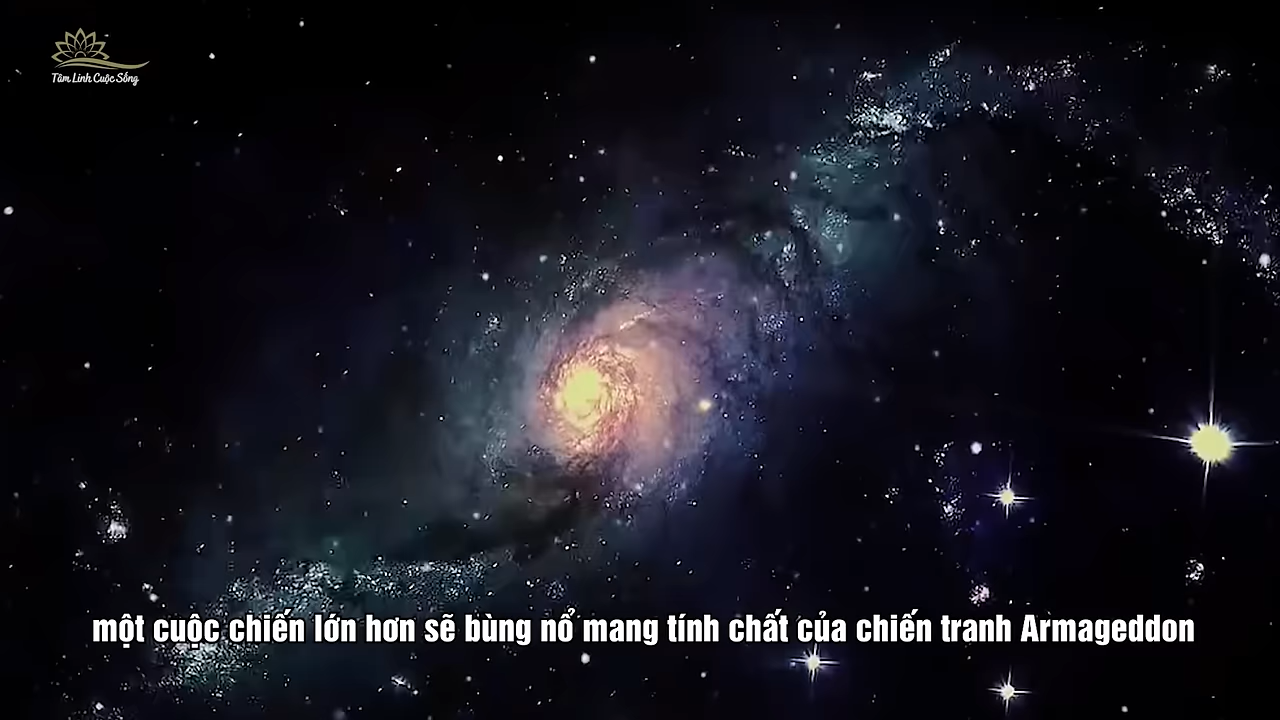 Tâm Linh Cuộc Sống
một cuộc chiến lớn hơn sẽ bùng nổ mang tính chất của chiến tranh Armageddon